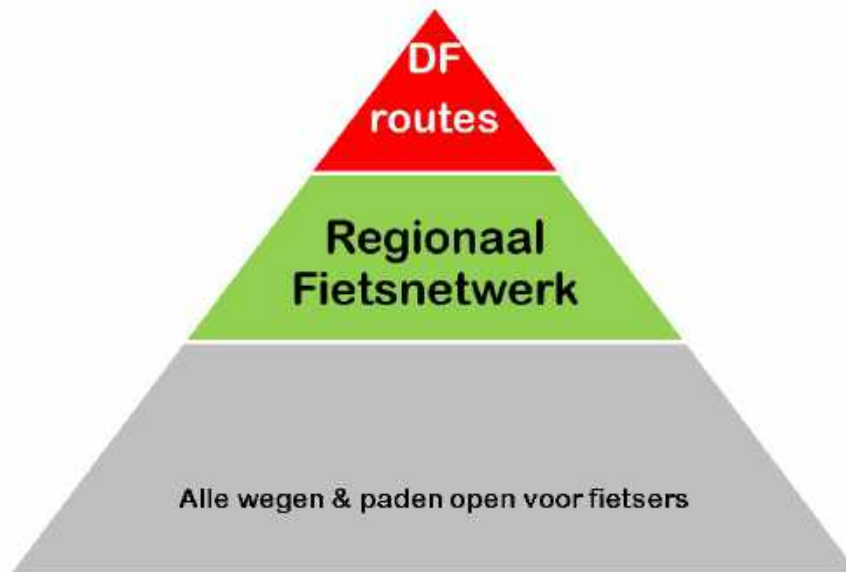 DF
routes
Regionaal
Fietsnetwerk
Alle wegen & paden open voor fietsers